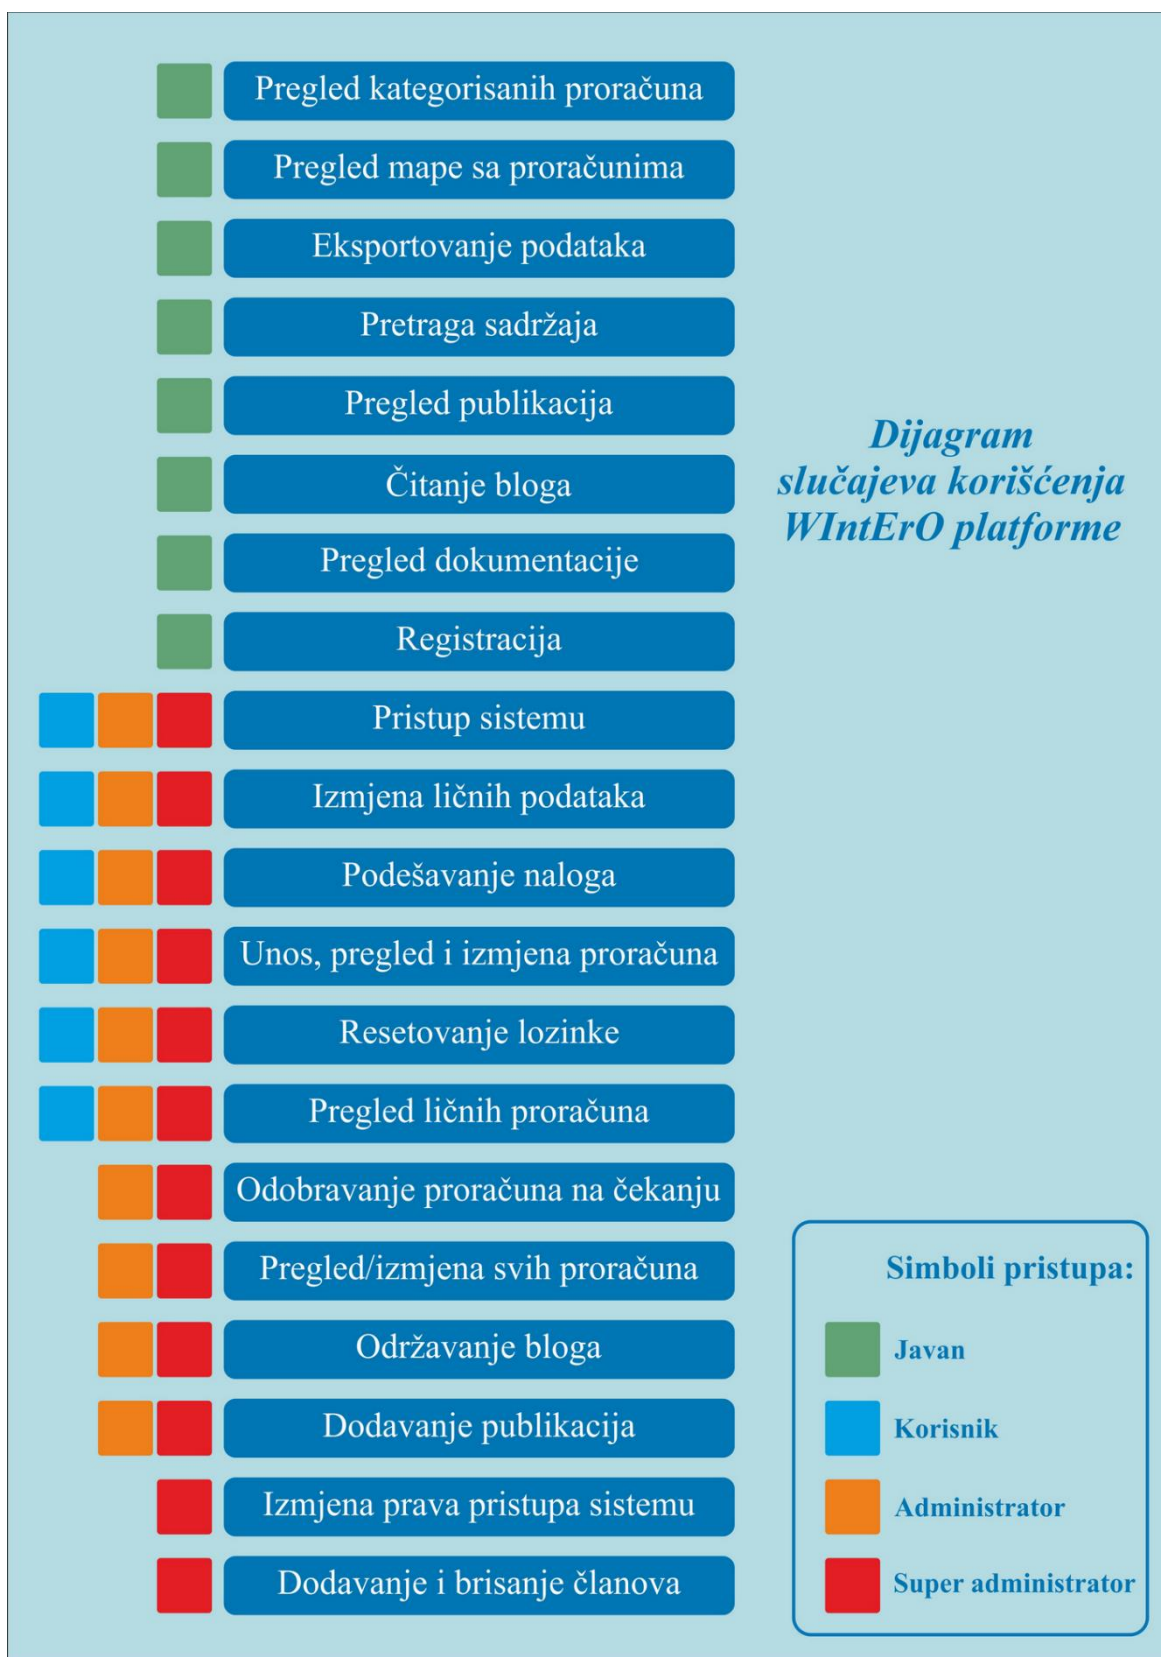 Pregled kategorisanih proračuna
Pregled mape sa proračunima
Eksportovanje podataka
Pretraga sadržaja
Pregled publikacija
Čitanje bloga
Pregled dokumentacije
Registracija
Pristup sistemu
Izmjena ličnih podataka
Podešavanje naloga
Unos, pregled i izmjena proračuna
Resetovanje lozinke
Pregled ličnih proračuna
Odobravanje proračuna na čekanju
Pregled/izmjena svih proračuna
Održavanje bloga
Dodavanje publikacija
Izmjena prava pristupa sistemu
Dodavanje i brisanje članova
Dijagram
slučajeva korišćenja
WIntErO platforme
Simboli pristupa:
Javan
Korisnik
Administrator
Super administrator